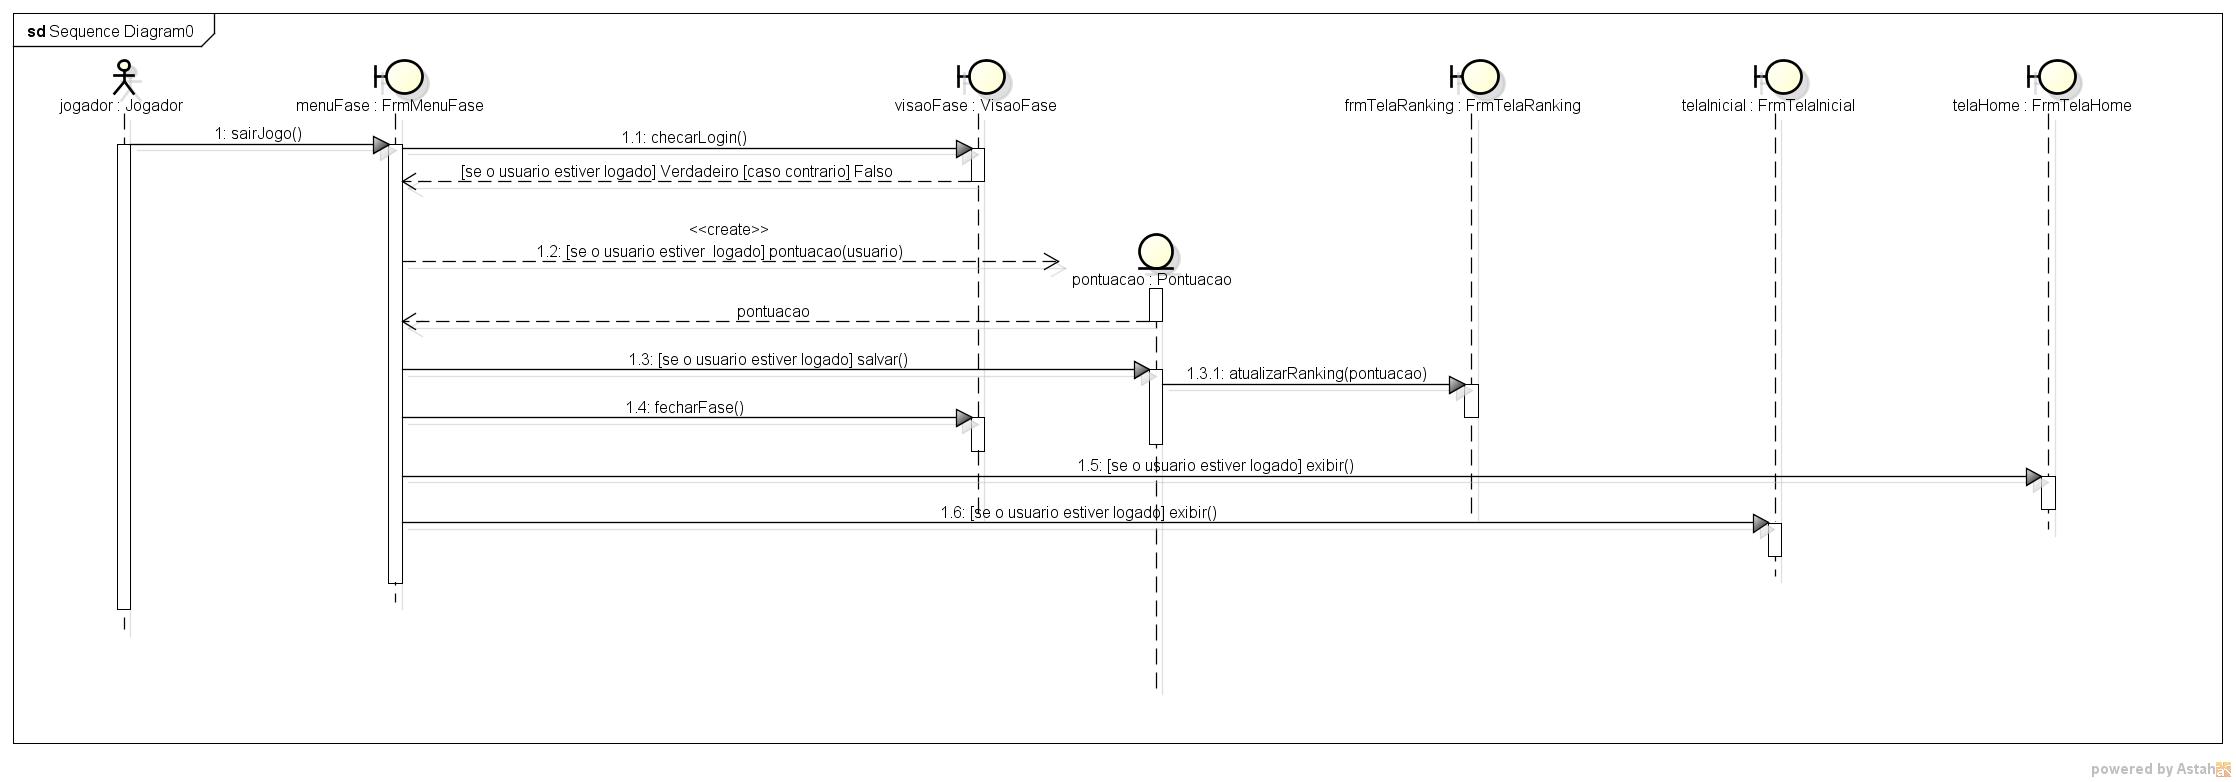 sd Sequence Diagram0
jogador : Jogador
menuFase : FrmMenuFase
visaoFase : VisaoFase
frmTelaRanking : FrmTelaRanking
telaInicial : FrmTelaInicial
telaHome : FrmTelaHome
1: sairJogo()
1.1: checarLogin()
[se o usuario estiver logado] Verdadeiro [caso contrario] Falso
<<create>>
1.2: [se o usuario estiver  logado] pontuacao(usuario)
pontuacao : Pontuacao
pontuacao
1.3: [se o usuario estiver logado] salvar()
1.3.1: atualizarRanking(pontuacao)
1.4: fecharFase()
1.5: [se o usuario estiver logado] exibir()
1.6: [se o usuario estiver logado] exibir()
powered by Astah